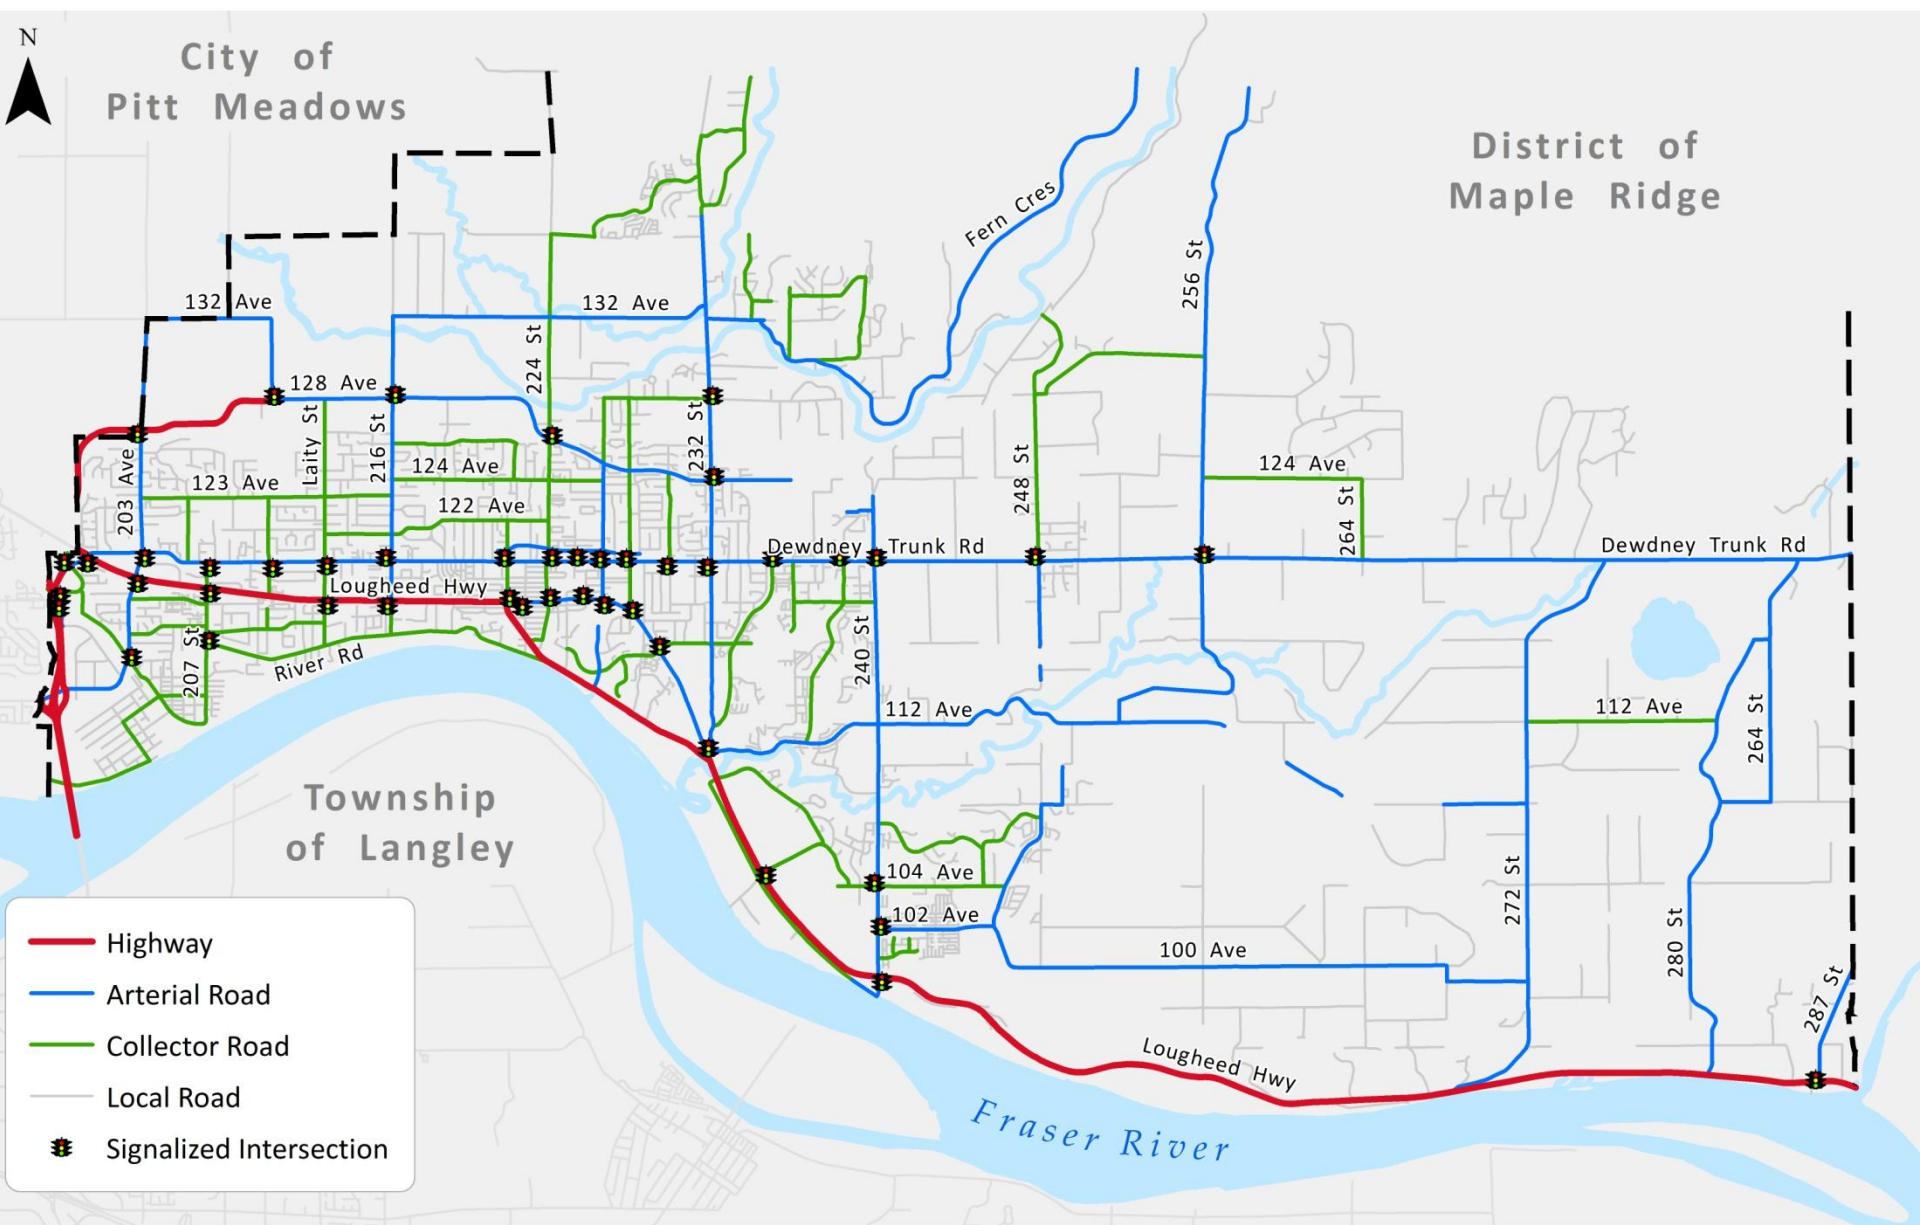 N
City of
Pitt Meadows
District of
Maple Ridge
Fern Cres
256 St
132 Ave
132 Ave
224 St
128 Ave
Laity St
216 St
232 St
203 Ave
123 Ave
124 Ave
122 Ave
248 St
124 Ave
264 St
Dewdney Trunk Rd
Dewdney Trunk Rd
Lougheed Hwy
207 St
River Rd
240 St
112 Ave
112 Ave
264 St
Township
of Langley
104 Ave
102 Ave
100 Ave
272 St
280 St
287 St
Lougheed Hwy
Fraser River
Highway
Arterial Road
Collector Road
Local Road
Signalized Intersection